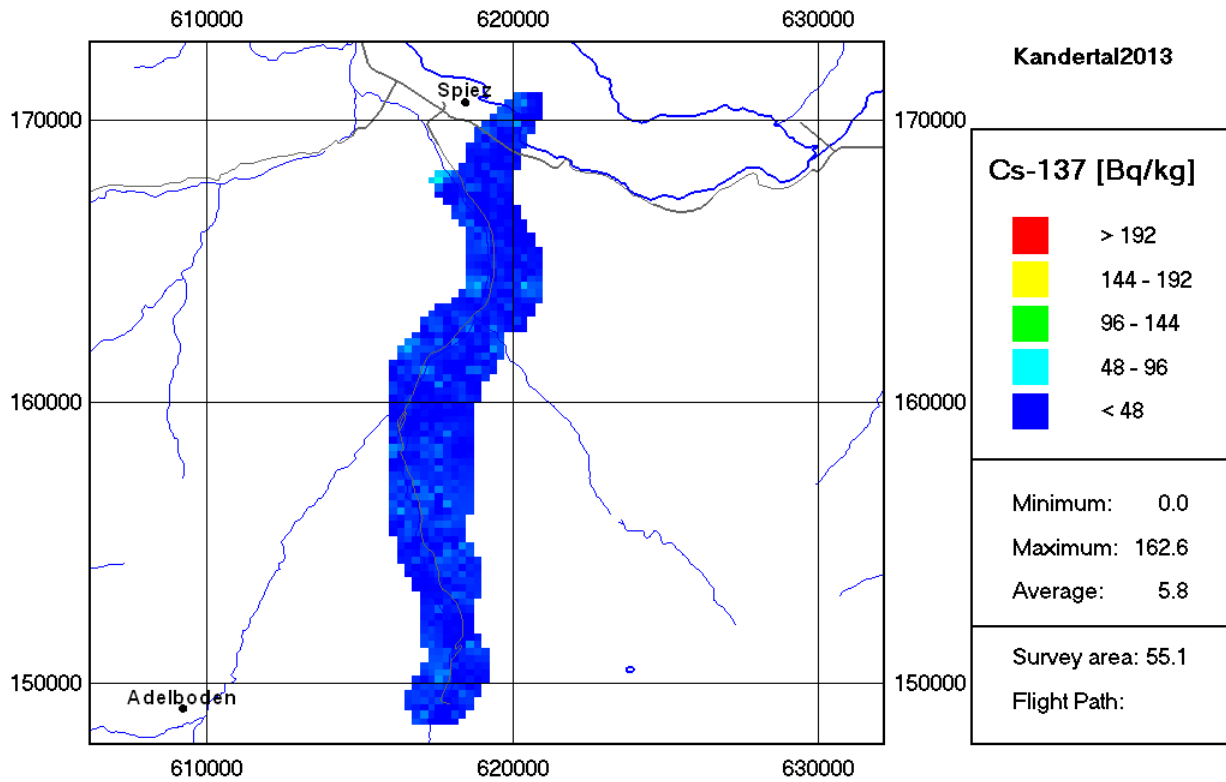 610000 620000 630000
Kandertal2013
Spiez
170000 170000
Cs-137 [Bq/kg]
> 192
144 - 192
96 - 144
48 - 96
< 48
160000 160000
Minimum: 0.0
Maximum: 162.6
Average: 5.8
Survey area: 55.1
Flight Path:
150000 150000
Adelboden
610000 620000 630000